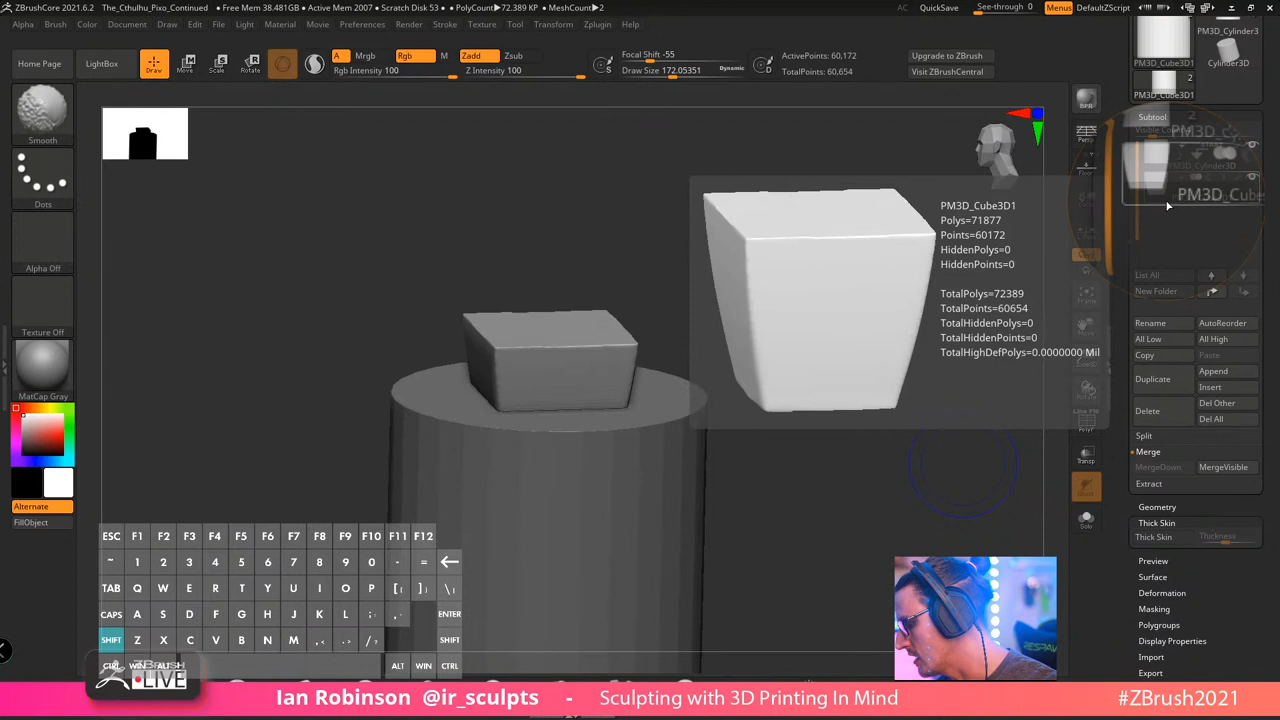 ZBrushCore 2021.6.2 The_Cthulhu_Pixo_Continued • Free Mem 38.481GB • Active Mem 2007 • Scratch Disk 53 • PolyCount▸72.389 KP • MeshCount▸2 AC QuickSave See-through 0 Menus DefaultZScript
Alpha Brush Color Document Draw Edit File Light Material Movie Preferences Render Stroke Texture Tool Transform Zplugin Help
Home Page LightBox Draw Move Scale Rotate
A Mrgb Rgb M Zadd Zsub
Rgb Intensity 100 Z Intensity 100
Focal Shift -55
Draw Size 172.05351 Dynamic
S D
ActivePoints: 60,172
TotalPoints: 60,654
Upgrade to ZBrush
Visit ZBrushCentral
Smooth
Dots
Alpha Off
Texture Off
MatCap Gray
Alternate
FillObject
BPR
Persp
Floor
Transp
Solo
PM3D_Cube3D1
Polys=71877
Points=60172
HiddenPolys=0
HiddenPoints=0
TotalPolys=72389
TotalPoints=60654
TotalHiddenPolys=0
TotalHiddenPoints=0
TotalHighDefPolys=0.0000000 Mil
PM3D_Cylinder3
PM3D_Cube3D1
Cylinder3D
2
PM3D_Cube3D1
Subtool
PM3D_Cube
List All
New Folder
Rename AutoReorder
All Low All High
Copy Paste
Duplicate Append
Insert
Delete Del Other
Del All
Split
Merge
MergeDown MergeVisible
Extract
Geometry
Thick Skin
Thick Skin Thickness
Preview
Surface
Deformation
Masking
Polygroups
Display Properties
Import
Export
ESC F1 F2 F3 F4 F5 F6 F7 F8 F9 F10 F11 F12
~ 1 2 3 4 5 6 7 8 9 0 - =
TAB Q W E R T Y U I O P [{ ]} \|
CAPS A S D F G H J K L ;: ENTER
SHIFT Z X C V B N M ,< .> /? SHIFT
CTRL WIN ALT ALT WIN CTRL
ZBRUSH
LIVE
Ian Robinson @ir_sculpts - Sculpting with 3D Printing In Mind #ZBrush2021